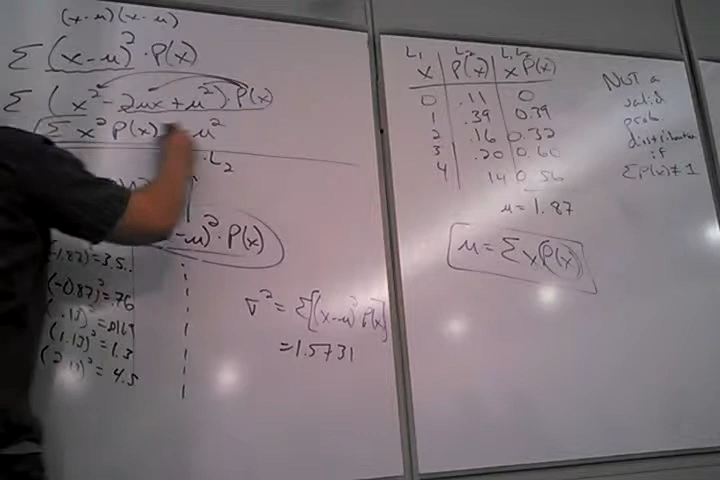 (x-μ)(x-μ)
Σ (x-μ)² · P(x)
Σ (x² - 2μx + μ²) · P(x)
Σ x² P(x) μ²
· L₂
-μ)² · P(x)
(-1.87)² = 3.5..
(-0.87)² = .76
(.13)² = .0169
(1.13)² = 1.3
(2.13)² = 4.5
σ² = Σ[(x-μ)² P(x)]
= 1.5731
L₁ L₂ L₁L₂
x P(x) x P(x)
0 .11 0
1 .39 0.39
2 .16 0.32
3 .20 0.60
4 .14 0.56
μ = 1.87
μ = Σ x P(x)
NOT a
valid
prob.
distribution
if
ΣP(x) ≠ 1